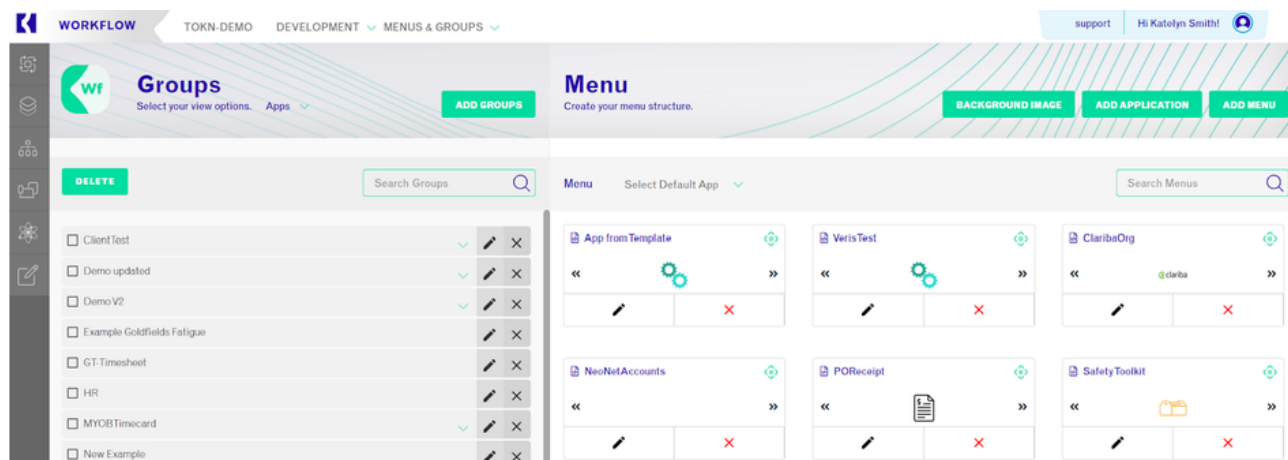 WORKFLOW TOKN-DEMO DEVELOPMENT MENUS & GROUPS support Hi Katelyn Smith!
Wf
Groups
Select your view options. Apps
ADD GROUPS
Menu
Create your menu structure.
BACKGROUND IMAGE ADD APPLICATION ADD MENU
DELETE
Search Groups
ClientTest
Demo updated
Demo V2
Example Goldfields Fatigue
GT-Timesheet
HR
MYOBTimecard
New Example
Menu Select Default App
Search Menus
App from Template
VerisTest
ClaribaOrg
clariba
NeoNetAccounts
POReceipt
SafetyToolkit